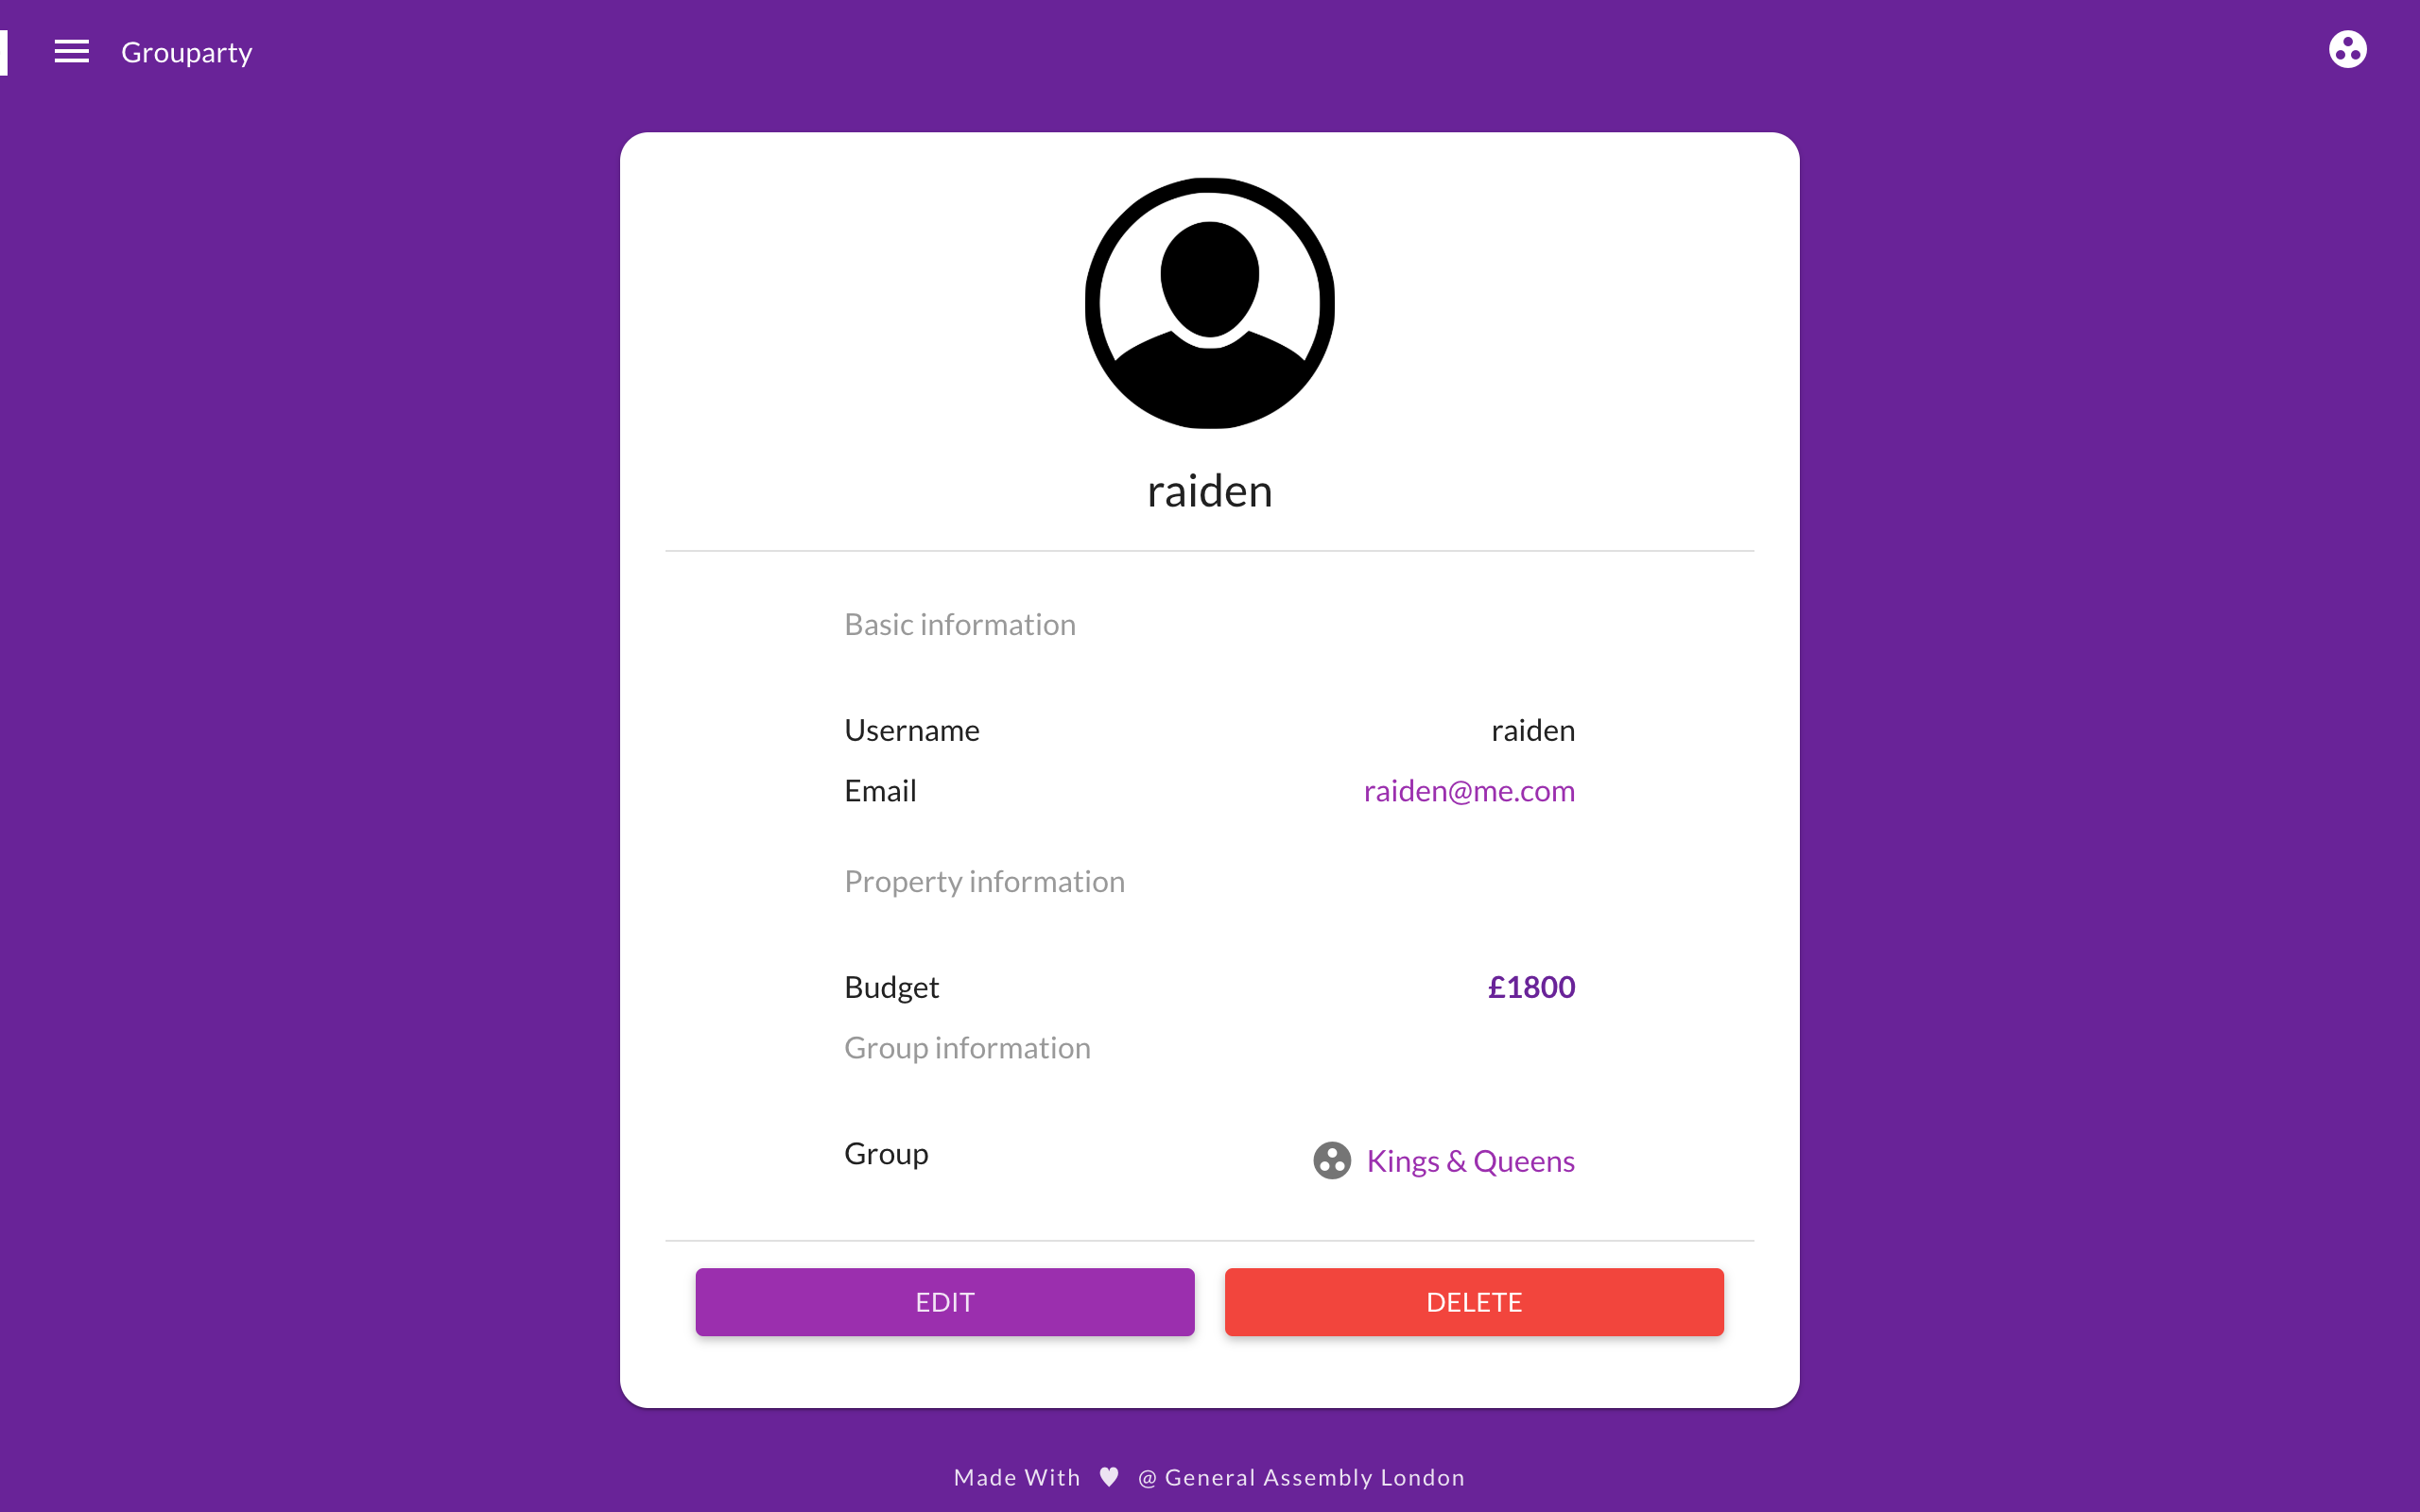 Grouparty
raiden
Basic information
Username raiden
Email raiden@me.com
Property information
Budget £1800
Group information
Group Kings & Queens
EDIT DELETE
Made With ♥ @ General Assembly London